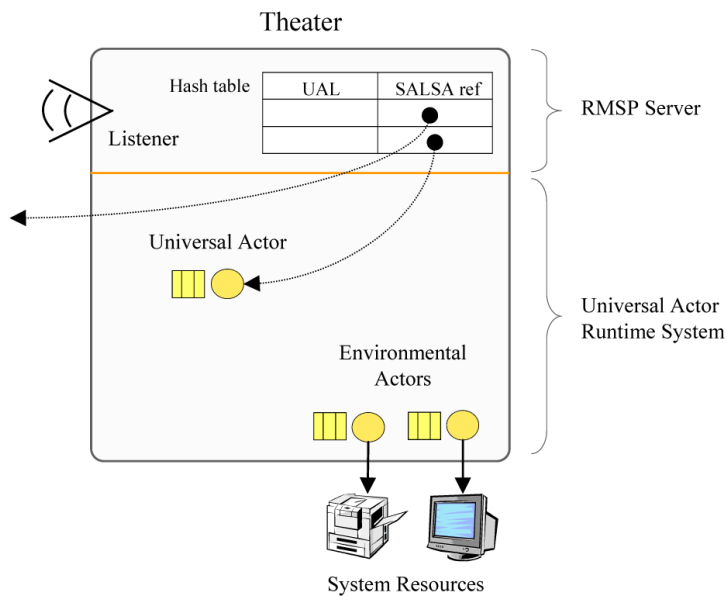 Theater
Hash table
UAL
SALSA ref
RMSP Server
Listener
Universal Actor
Universal Actor
Runtime System
Environmental
Actors
System Resources